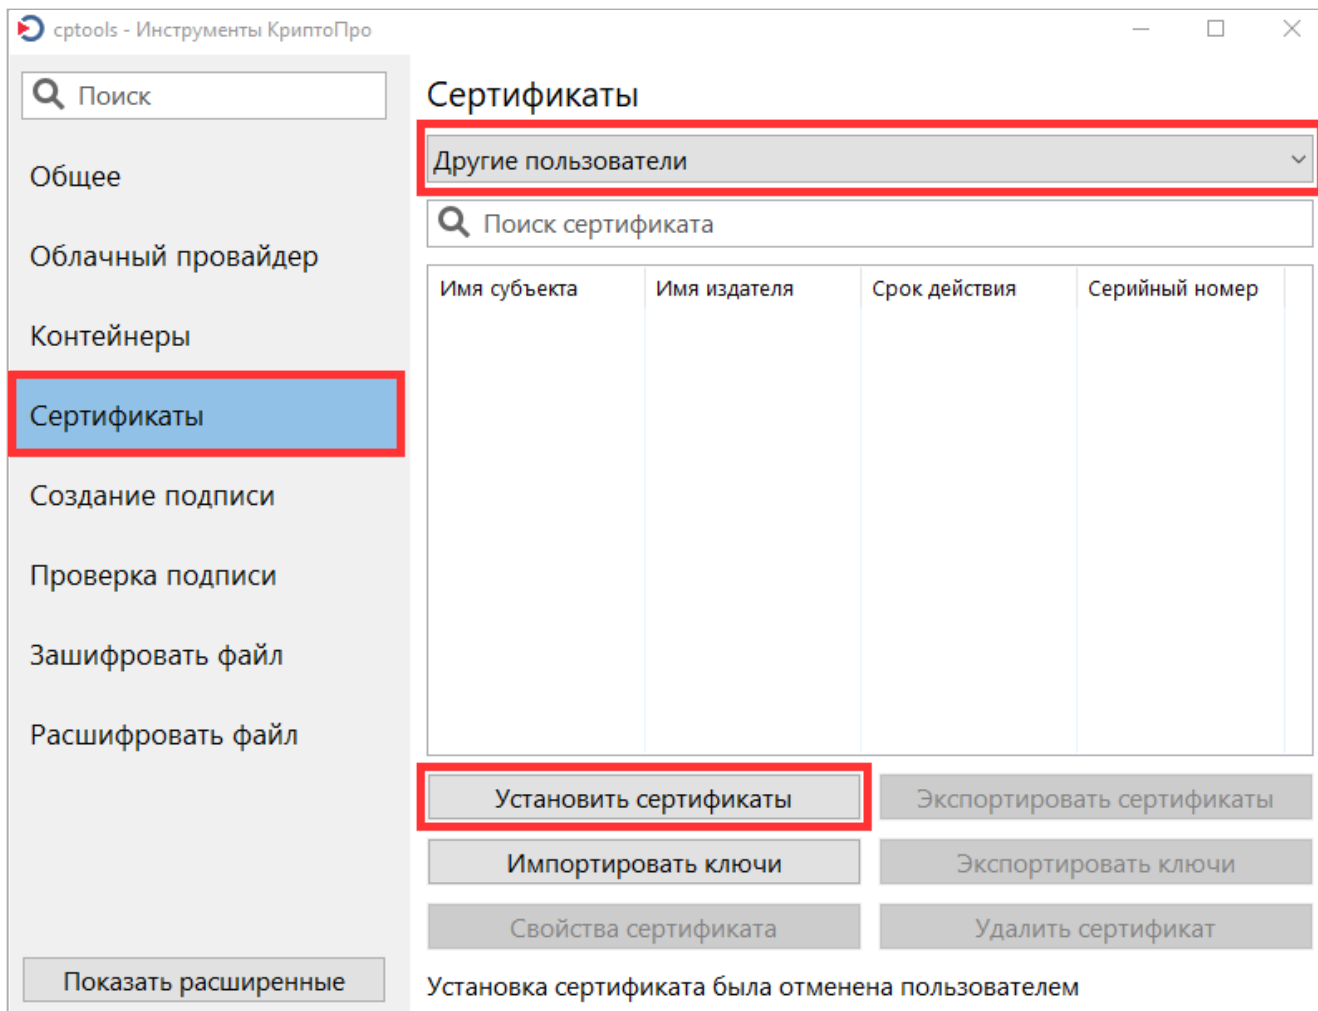 cptools - Инструменты КриптоПро
Поиск
Общее
Облачный провайдер
Контейнеры
Сертификаты
Создание подписи
Проверка подписи
Зашифровать файл
Расшифровать файл
Показать расширенные
Сертификаты
Другие пользователи
Поиск сертификата
Имя субъекта Имя издателя Срок действия Серийный номер
Установить сертификаты Экспортировать сертификаты
Импортировать ключи Экспортировать ключи
Свойства сертификата Удалить сертификат
Установка сертификата была отменена пользователем